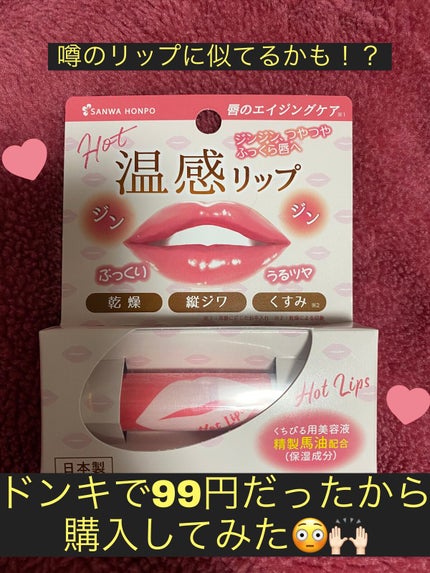 噂のリップに似てるかも！？
SANWA HONPO
唇のエイジングケア ※1
Hot
ジンジン、つやつや
ふっくら唇へ
温感リップ
ジン
ジン
ぷっくり
うるツヤ
乾燥
縦ジワ
くすみ ※2
Hot Lips
Hot Lip
くちびる用美容液
精製馬油配合
(保湿成分)
日本製
ドンキで99円だったから
購入してみた😳🙌🏻